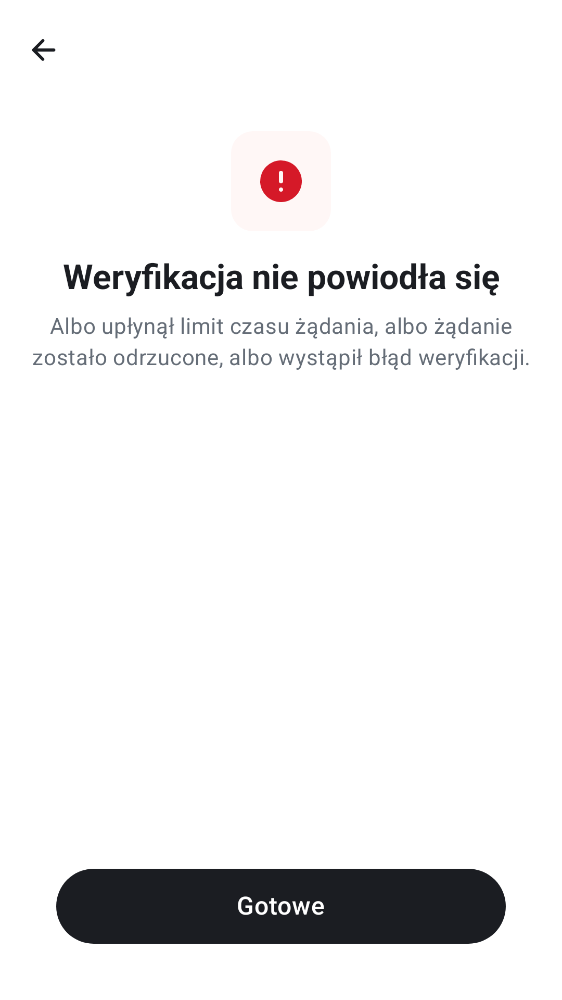 Weryfikacja nie powiodła się
Albo upłynął limit czasu żądania, albo żądanie
zostało odrzucone, albo wystąpił błąd weryfikacji.
Gotowe